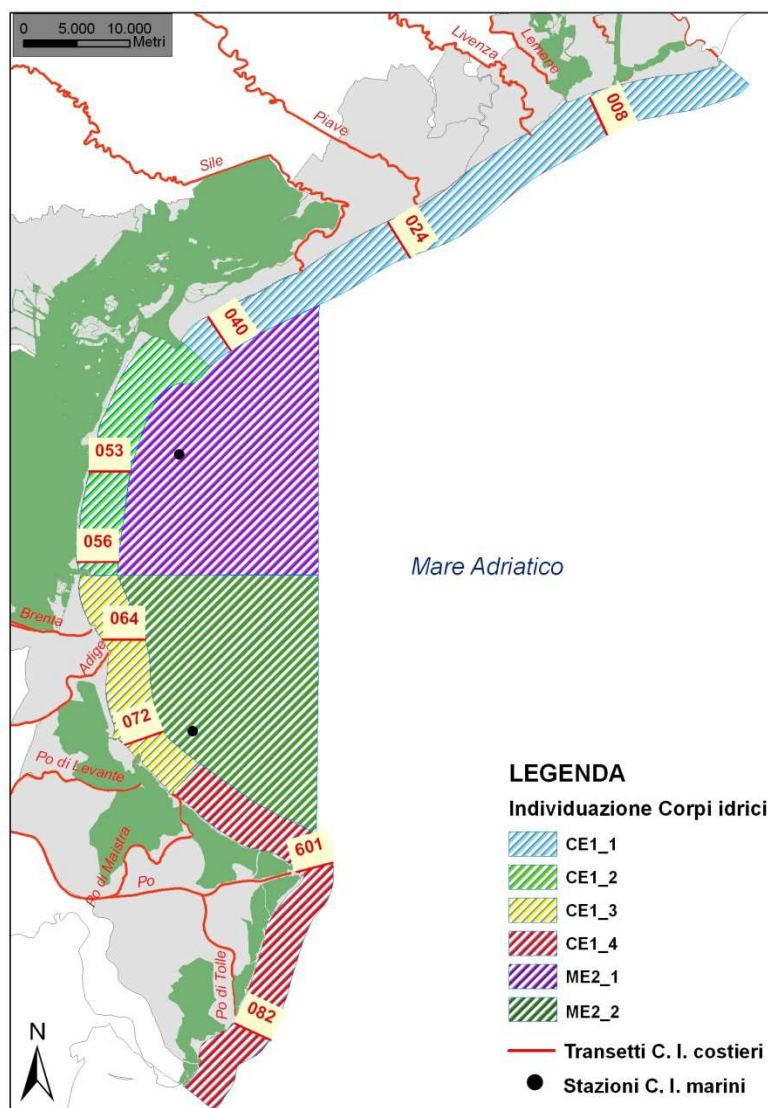 0 5.000 10.000
Metri
Livenza
Lemene
008
Piave
Sile
024
040
053
056
Mare Adriatico
Brenta
064
Adige
072
Po di Levante
Po di Maistra
601
Po
Po di Tolle
082
LEGENDA
Individuazione Corpi idrici
CE1_1
CE1_2
CE1_3
CE1_4
ME2_1
ME2_2
Transetti C. I. costieri
Stazioni C. I. marini
N